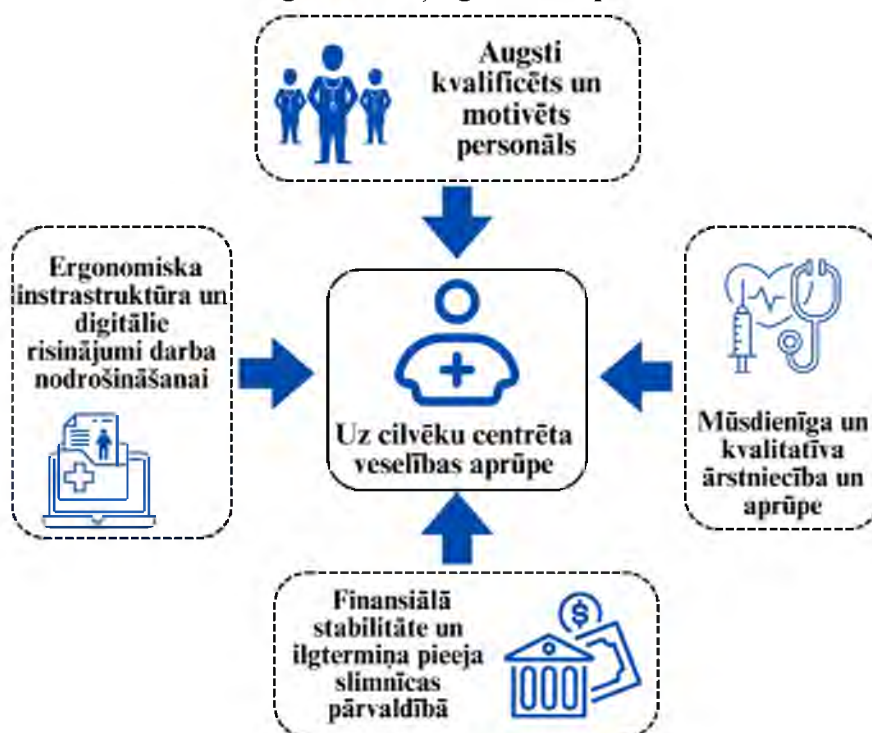 Augsti
kvalificēts un
motivēts
personāls
Ergonomiska
instrastruktūra un
digitālie
risinājumi darba
nodrošināšanai
Uz cilvēku centrēta
veselības aprūpe
Mūsdienīga un
kvalitatīva
ārstniecība un
aprūpe
Finansiālā
stabilitāte un
ilgtermiņa pieeja
slimnīcas
pārvaldībā